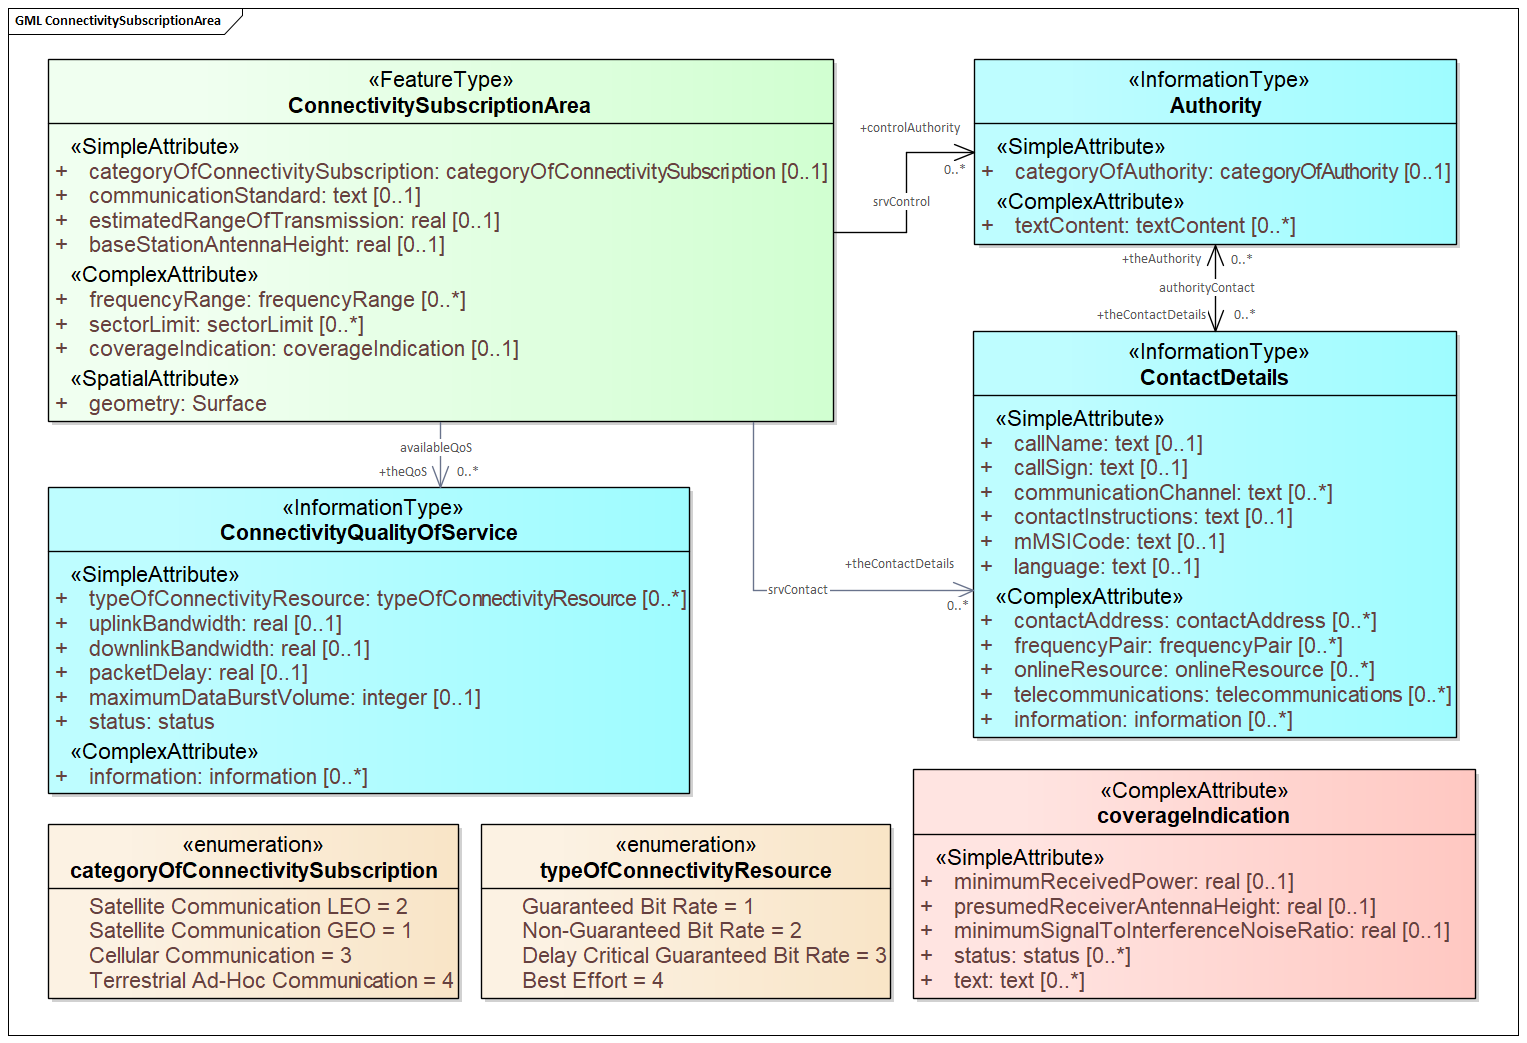 GML ConnectivitySubscriptionArea
«FeatureType»
ConnectivitySubscriptionArea
«SimpleAttribute»
+ categoryOfConnectivitySubscription: categoryOfConnectivitySubscription [0..1]
+ communicationStandard: text [0..1]
+ estimatedRangeOfTransmission: real [0..1]
+ baseStationAntennaHeight: real [0..1]
«ComplexAttribute»
+ frequencyRange: frequencyRange [0..*]
+ sectorLimit: sectorLimit [0..*]
+ coverageIndication: coverageIndication [0..1]
«SpatialAttribute»
+ geometry: Surface
+controlAuthority
0..*
srvControl
«InformationType»
Authority
«SimpleAttribute»
+ categoryOfAuthority: categoryOfAuthority [0..1]
«ComplexAttribute»
+ textContent: textContent [0..*]
+theAuthority 0..*
authorityContact
+theContactDetails 0..*
«InformationType»
ContactDetails
«SimpleAttribute»
+ callName: text [0..1]
+ callSign: text [0..1]
+ communicationChannel: text [0..*]
+ contactInstructions: text [0..1]
+ mMSICode: text [0..1]
+ language: text [0..1]
«ComplexAttribute»
+ contactAddress: contactAddress [0..*]
+ frequencyPair: frequencyPair [0..*]
+ onlineResource: onlineResource [0..*]
+ telecommunications: telecommunications [0..*]
+ information: information [0..*]
availableQoS
+theQoS 0..*
+theContactDetails
srvContact
0..*
«InformationType»
ConnectivityQualityOfService
«SimpleAttribute»
+ typeOfConnectivityResource: typeOfConnectivityResource [0..*]
+ uplinkBandwidth: real [0..1]
+ downlinkBandwidth: real [0..1]
+ packetDelay: real [0..1]
+ maximumDataBurstVolume: integer [0..1]
+ status: status
«ComplexAttribute»
+ information: information [0..*]
«enumeration»
categoryOfConnectivitySubscription
Satellite Communication LEO = 2
Satellite Communication GEO = 1
Cellular Communication = 3
Terrestrial Ad-Hoc Communication = 4
«enumeration»
typeOfConnectivityResource
Guaranteed Bit Rate = 1
Non-Guaranteed Bit Rate = 2
Delay Critical Guaranteed Bit Rate = 3
Best Effort = 4
«ComplexAttribute»
coverageIndication
«SimpleAttribute»
+ minimumReceivedPower: real [0..1]
+ presumedReceiverAntennaHeight: real [0..1]
+ minimumSignalToInterferenceNoiseRatio: real [0..1]
+ status: status [0..*]
+ text: text [0..*]